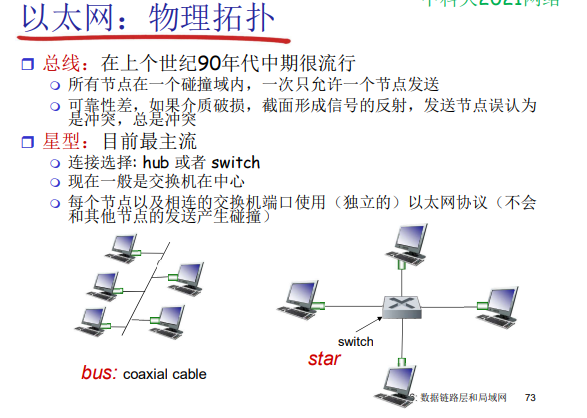 中科大2021网络
以太网：物理拓扑
总线：在上个世纪90年代中期很流行
所有节点在一个碰撞域内，一次只允许一个节点发送
可靠性差，如果介质破损，截面形成信号的反射，发送节点误认为
是冲突，总是冲突
星型：目前最主流
连接选择: hub 或者 switch
现在一般是交换机在中心
每个节点以及相连的交换机端口使用（独立的）以太网协议（不会
和其他节点的发送产生碰撞）
switch
bus: coaxial cable
star
: 数据链路层和局域网 73